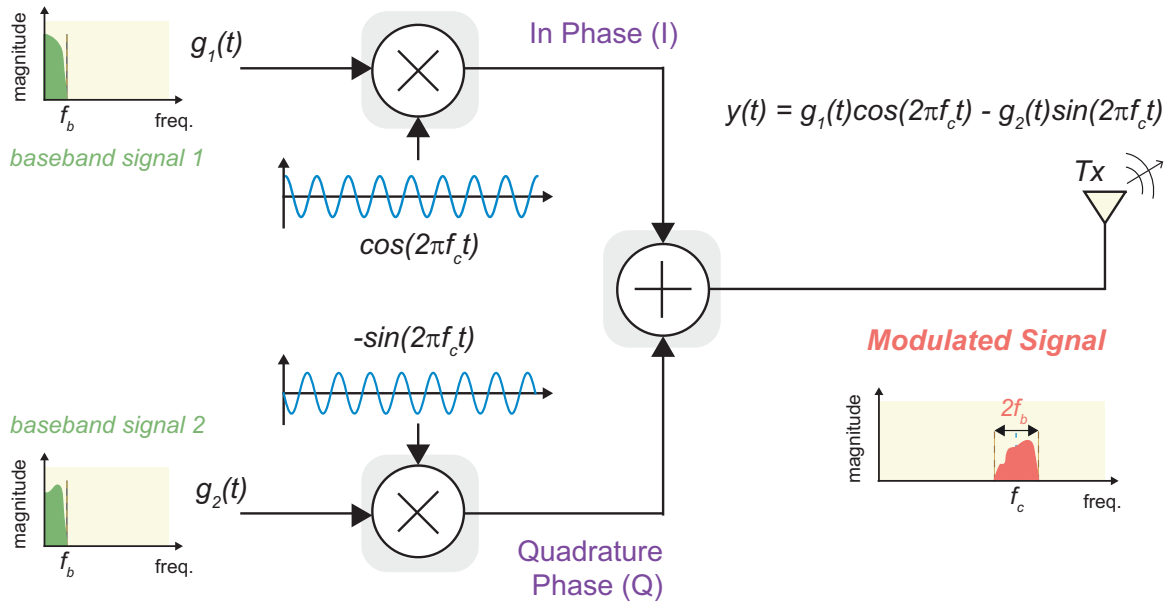 magnitude
f_b
freq.
baseband signal 1
g_1(t)
In Phase (I)
cos(2πf_ct)
y(t) = g_1(t)cos(2πf_ct) - g_2(t)sin(2πf_ct)
Tx
-sin(2πf_ct)
baseband signal 2
magnitude
f_b
freq.
g_2(t)
Quadrature
Phase (Q)
Modulated Signal
2f_b
magnitude
f_c
freq.